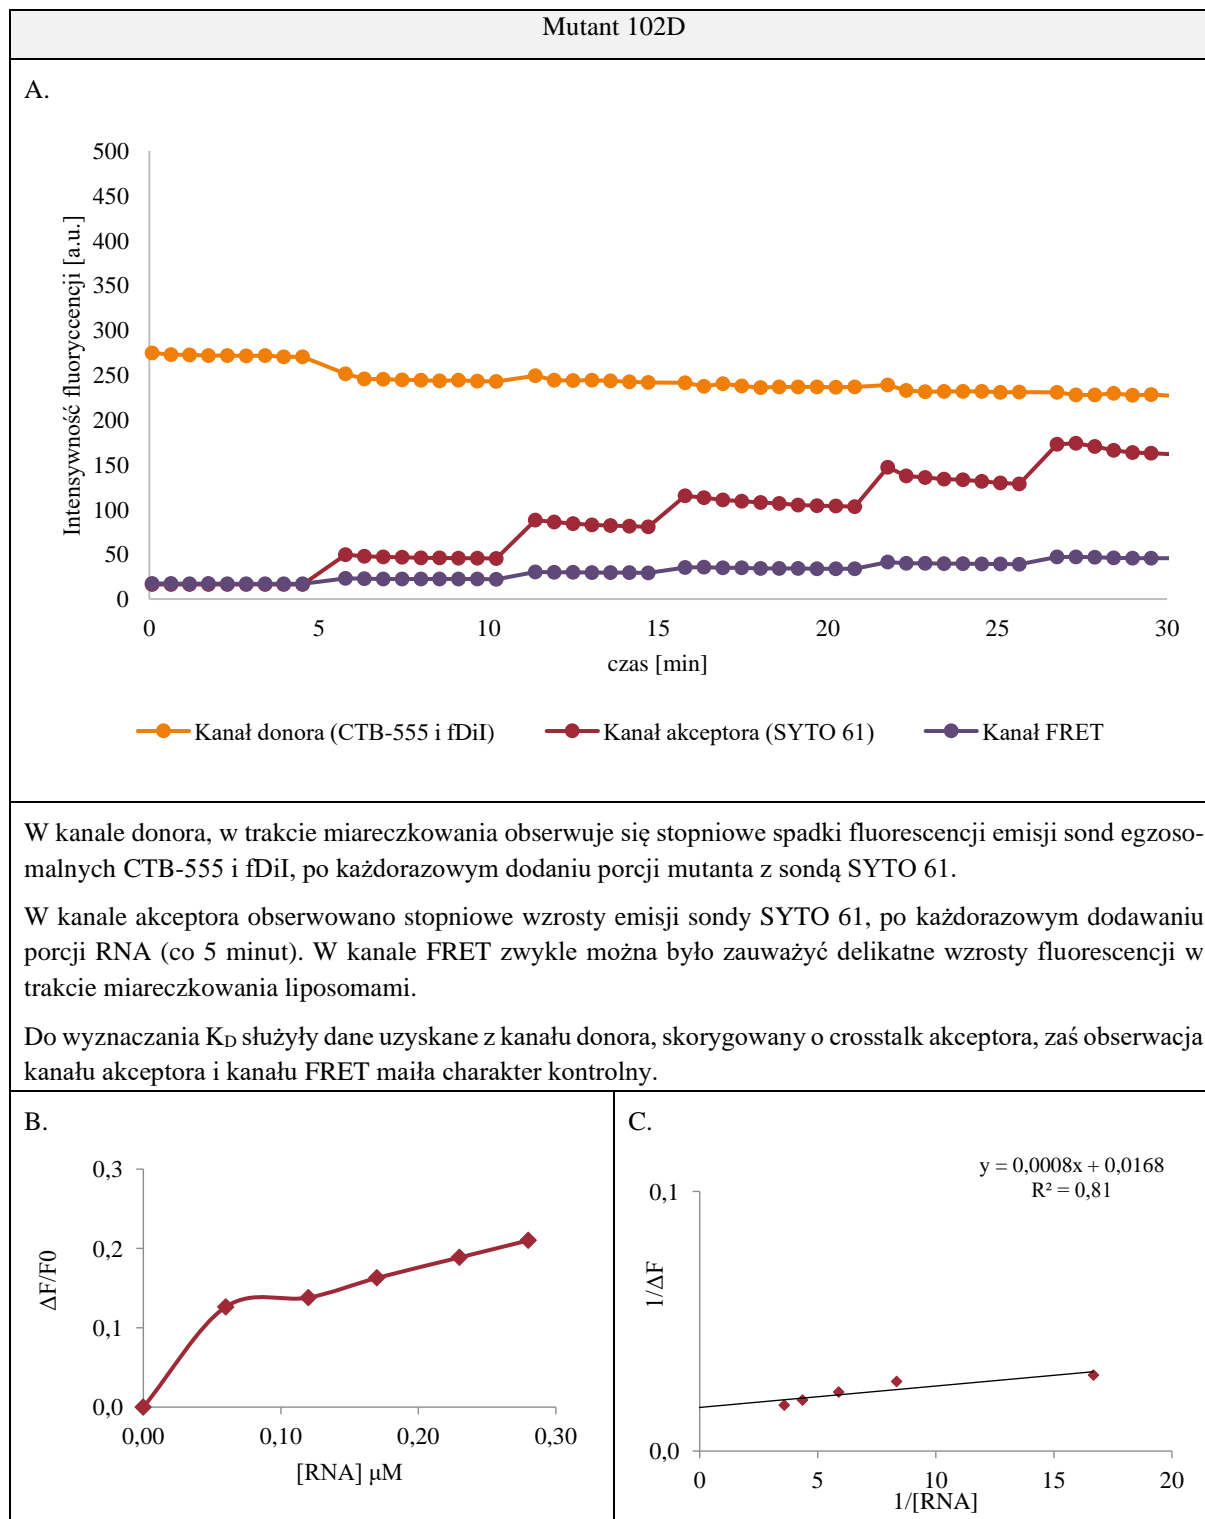 Mutant 102D
A.
500
450
400
350
300
250
200
150
100
50
0
Intensywność fluoryccencji [a.u.]
0 5 10 15 20 25 30
czas [min]
Kanał donora (CTB-555 i fDiI) Kanał akceptora (SYTO 61) Kanał FRET
W kanale donora, w trakcie miareczkowania obserwuje się stopniowe spadki fluorescencji emisji sond egzoso-
malnych CTB-555 i fDiI, po każdorazowym dodaniu porcji mutanta z sondą SYTO 61.
W kanale akceptora obserwowano stopniowe wzrosty emisji sondy SYTO 61, po każdorazowym dodawaniu
porcji RNA (co 5 minut). W kanale FRET zwykle można było zauważyć delikatne wzrosty fluorescencji w
trakcie miareczkowania liposomami.
Do wyznaczania KD służyły dane uzyskane z kanału donora, skorygowany o crosstalk akceptora, zaś obserwacja
kanału akceptora i kanału FRET maiła charakter kontrolny.
B.
0,3
0,2
0,1
0,0
ΔF/F0
0,00 0,10 0,20 0,30
[RNA] μM
C.
y = 0,0008x + 0,0168
R² = 0,81
0,1
0,0
1/ΔF
0 5 10 15 20
1/[RNA]